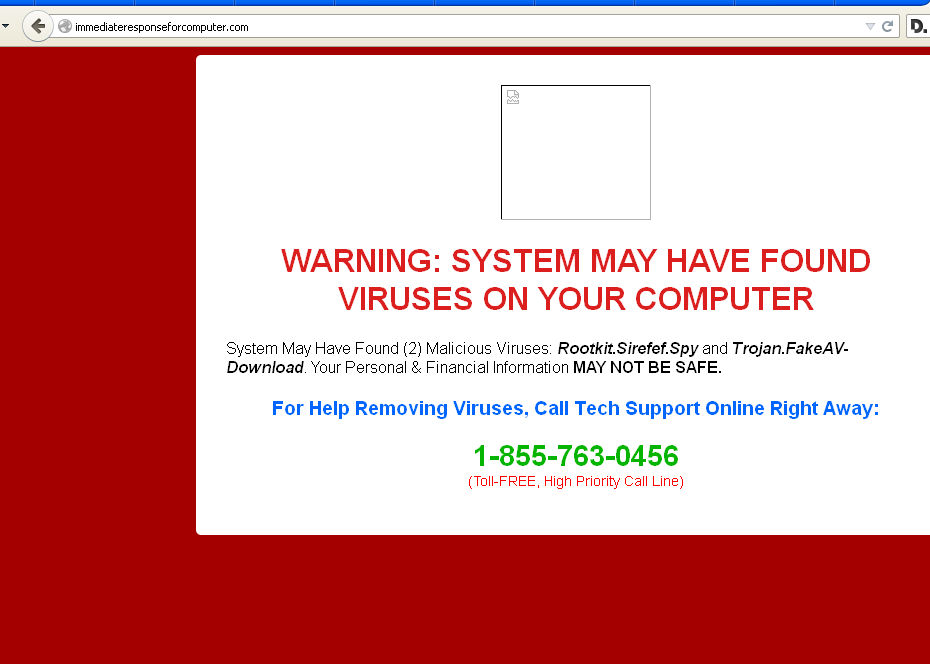 immediateresponseforcomputer.com
D.
WARNING: SYSTEM MAY HAVE FOUND
VIRUSES ON YOUR COMPUTER
System May Have Found (2) Malicious Viruses: Rootkit.Sirefef.Spy and Trojan.FakeAV-
Download. Your Personal & Financial Information MAY NOT BE SAFE.
For Help Removing Viruses, Call Tech Support Online Right Away:
1-855-763-0456
(Toll-FREE, High Priority Call Line)